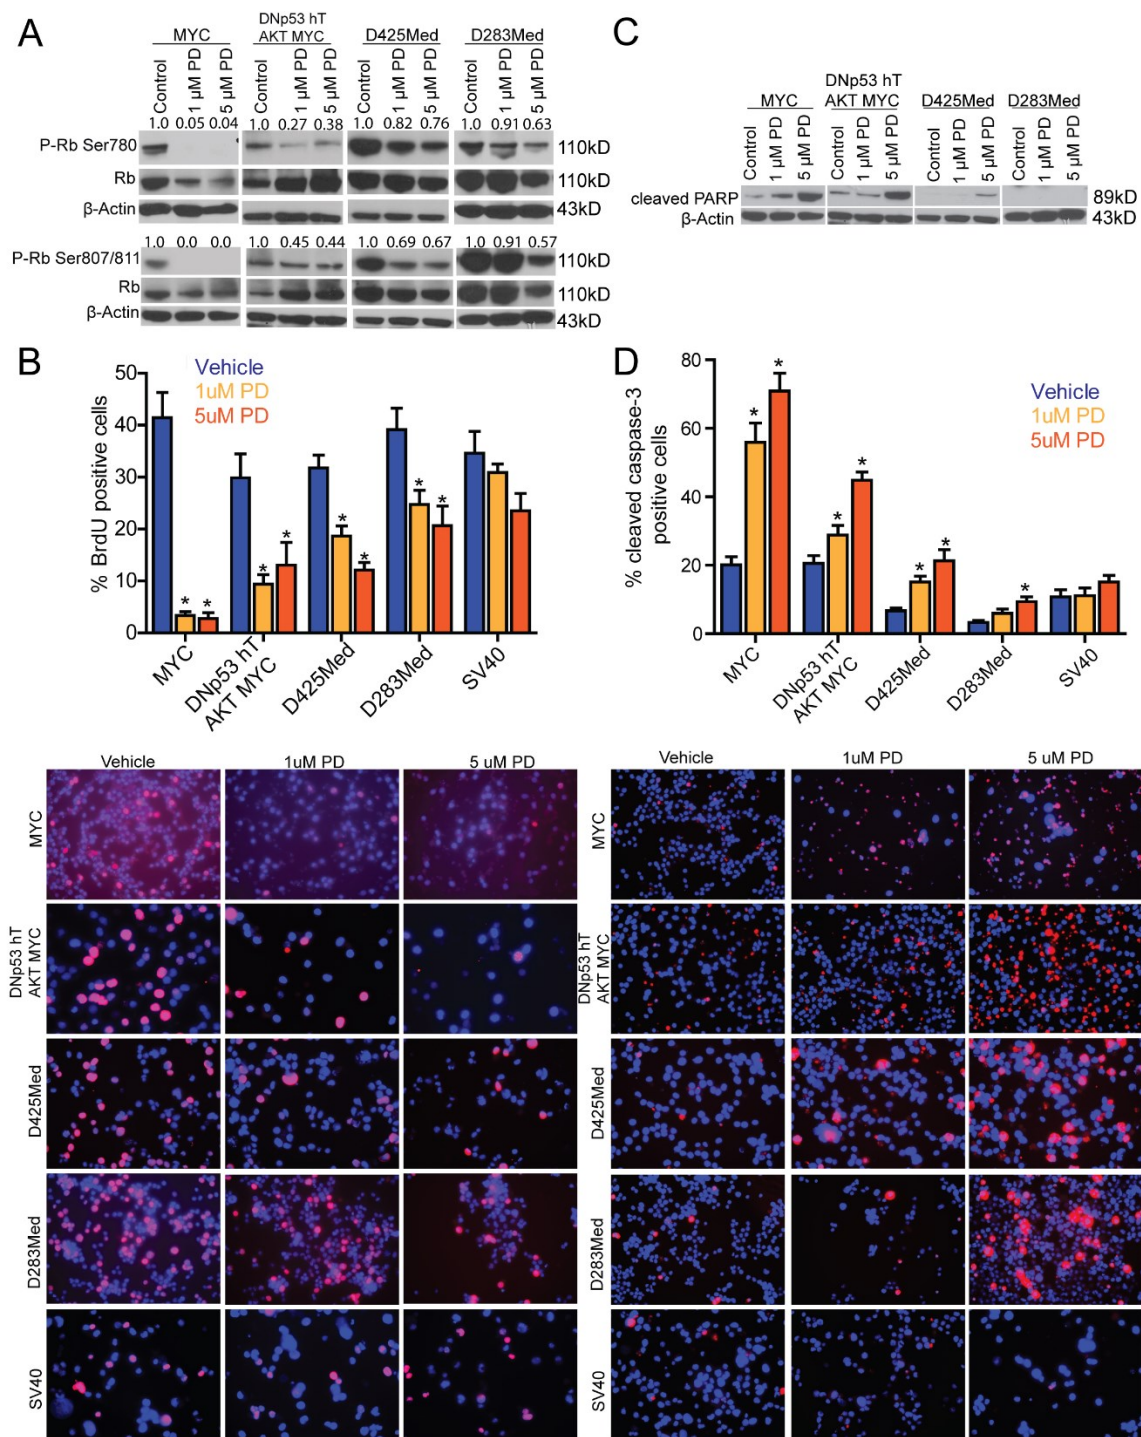 A
MYC
DNp53 hT
AKT MYC
D425Med
D283Med
Control
1 µM PD
5 µM PD
Control
1 µM PD
5 µM PD
Control
1 µM PD
5 µM PD
Control
1 µM PD
5 µM PD
1.0 0.05 0.04 1.0 0.27 0.38 1.0 0.82 0.76 1.0 0.91 0.63
P-Rb Ser780 110kD
Rb 110kD
β-Actin 43kD
1.0 0.0 0.0 1.0 0.45 0.44 1.0 0.69 0.67 1.0 0.91 0.57
P-Rb Ser807/811 110kD
Rb 110kD
β-Actin 43kD
C
MYC
DNp53 hT
AKT MYC
D425Med
D283Med
Control
1 µM PD
5 µM PD
Control
1 µM PD
5 µM PD
Control
1 µM PD
5 µM PD
Control
1 µM PD
5 µM PD
cleaved PARP 89kD
β-Actin 43kD
B
Vehicle
1uM PD
5uM PD
% BrdU positive cells
50
40
30
20
10
0
* * * * * * * *
MYC
DNp53 hT
AKT MYC
D425Med
D283Med
SV40
D
Vehicle
1uM PD
5uM PD
% cleaved caspase-3
positive cells
80
60
40
20
0
* * * * * * *
MYC
DNp53 hT
AKT MYC
D425Med
D283Med
SV40
Vehicle 1uM PD 5 uM PD
MYC
DNp53 hT
AKT MYC
D425Med
D283Med
SV40
Vehicle 1uM PD 5 uM PD
MYC
DNp53 hT
AKT MYC
D425Med
D283Med
SV40